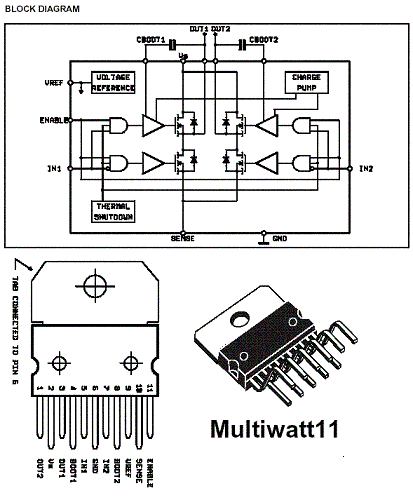 BLOCK DIAGRAM
OUT1 OUT2
CBOOT1
CBOOT2
Vs
VREF
VOLTAGE
REFERENCE
CHARGE
PUMP
ENABLE
IN1
IN2
THERMAL
SHUTDOWN
SENSE
GND
TAB CONNECTED TO PIN 6
1 2 3 4 5 6 7 8 9 10 11
OUT2
Vs
OUT1
BOOT1
IN1
GND
IN2
BOOT2
VREF
SENSE
ENABLE
Multiwatt11